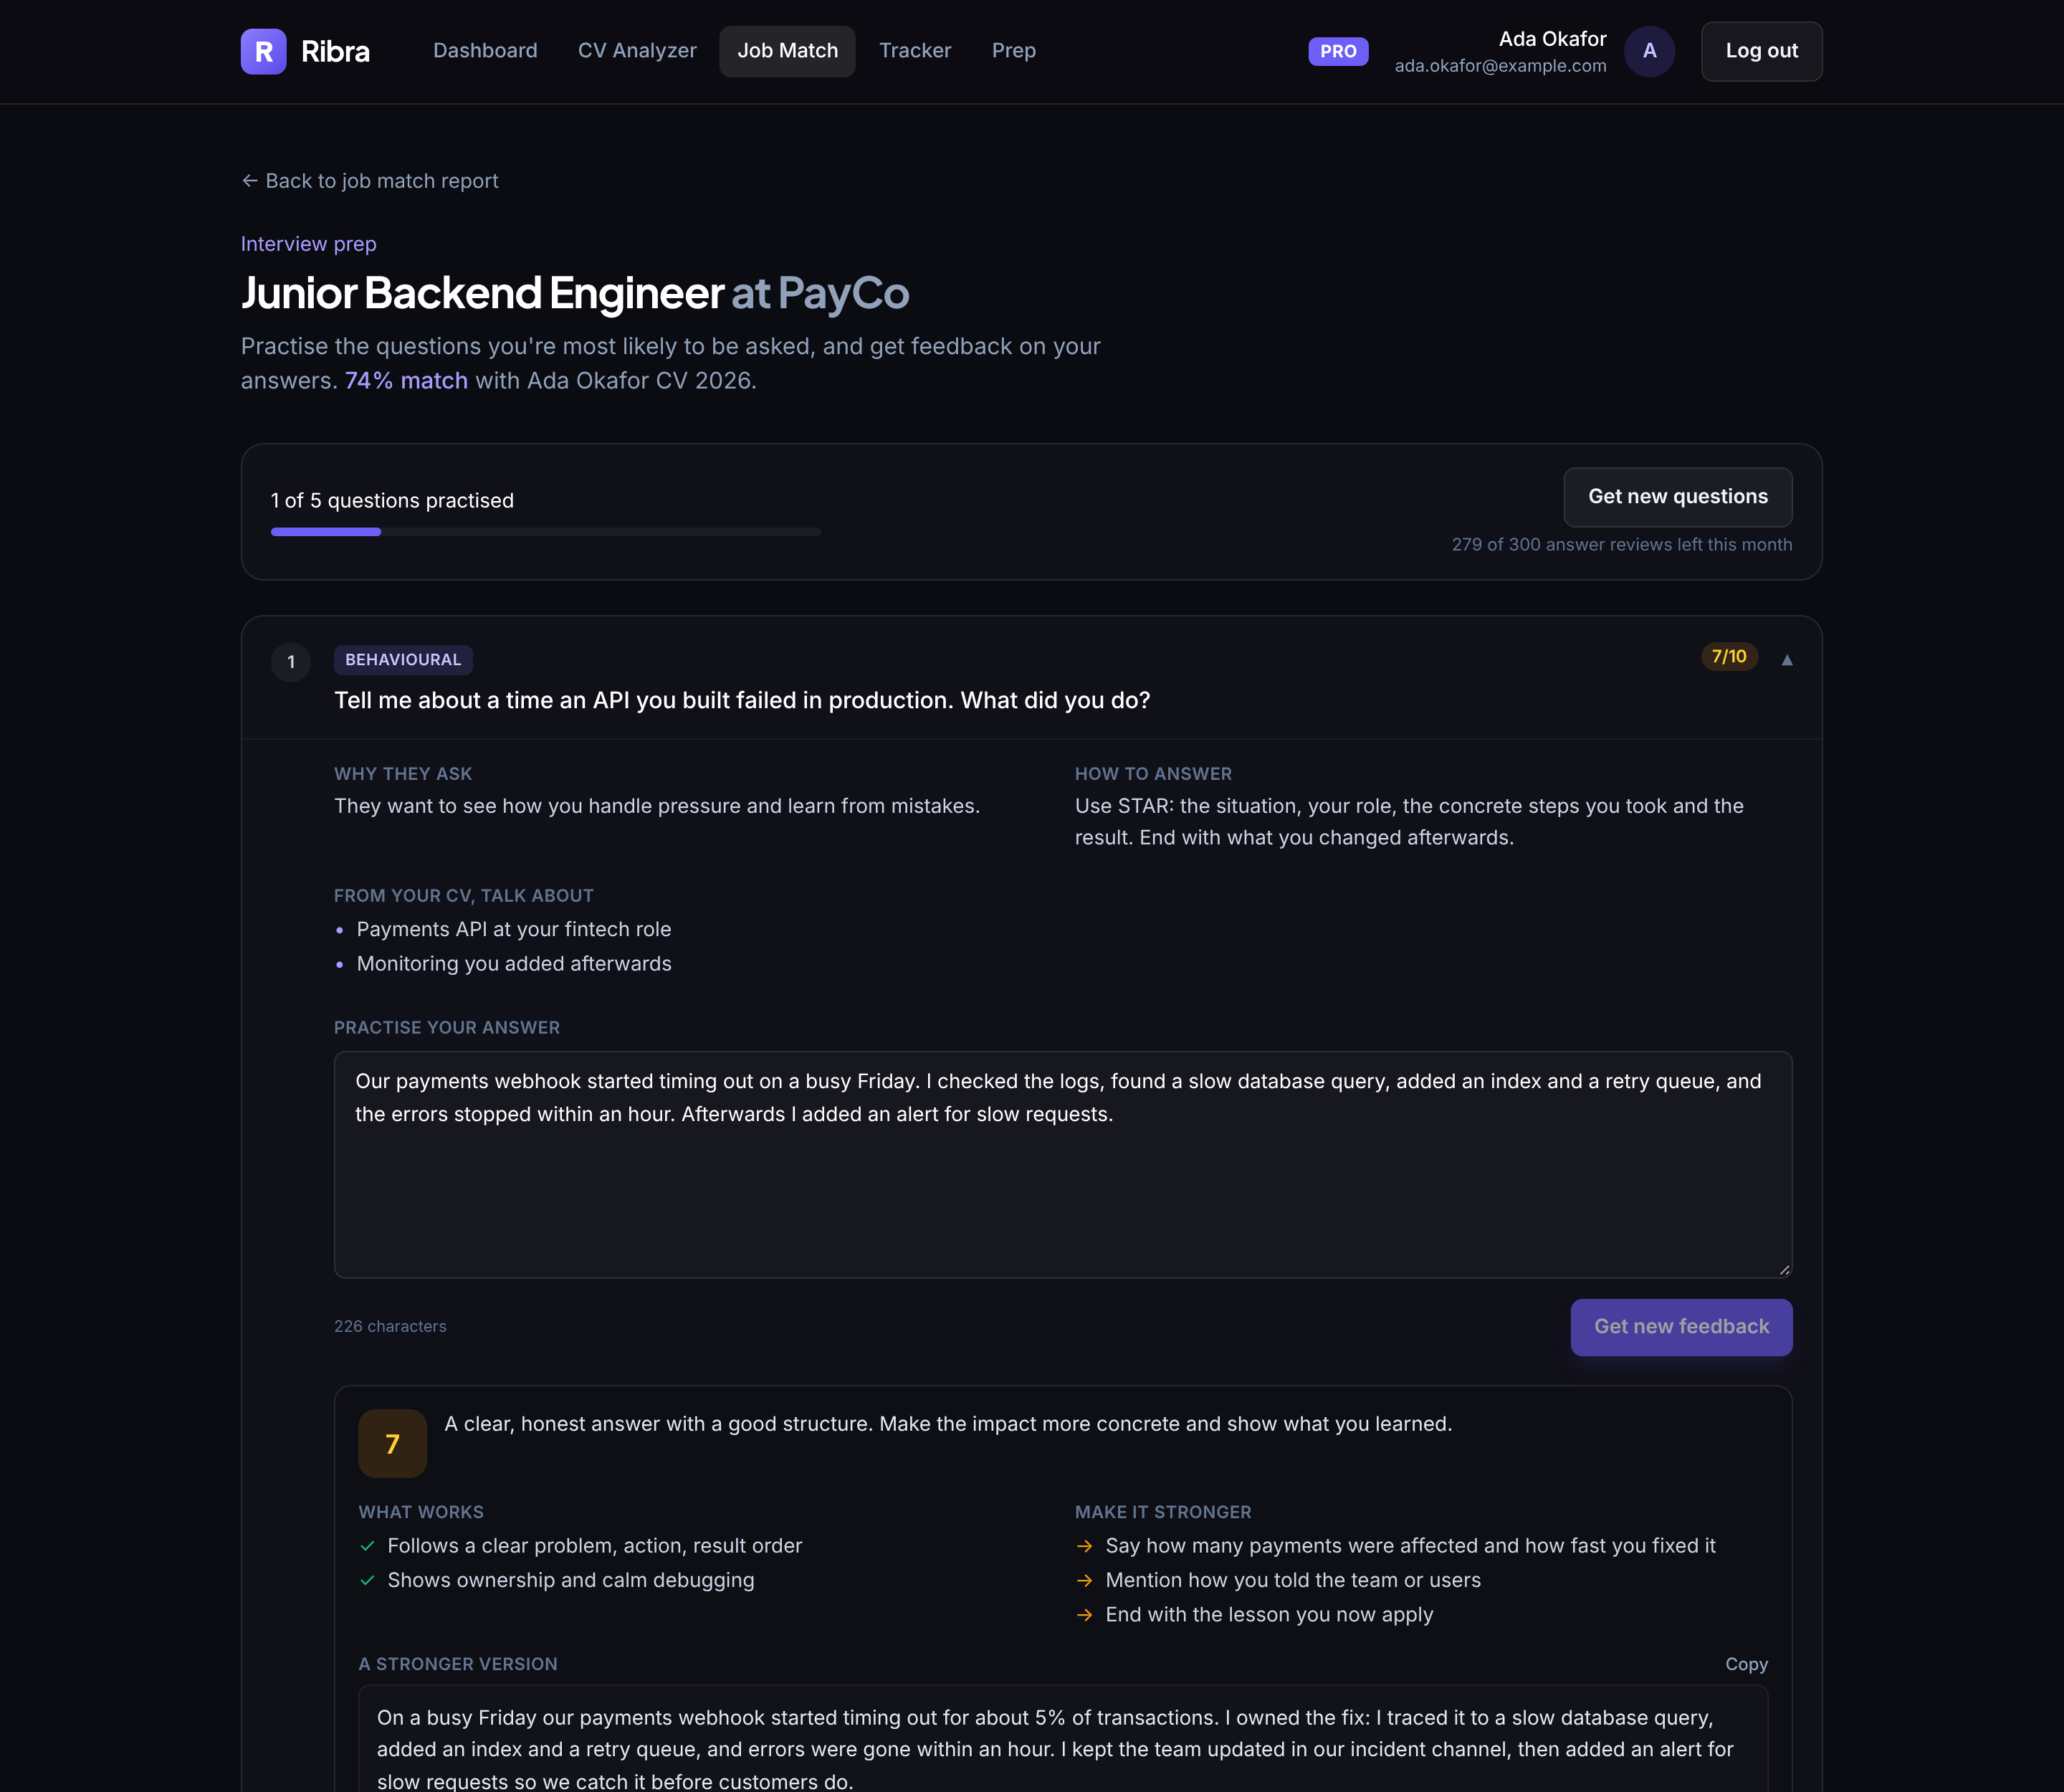 R Ribra Dashboard CV Analyzer Job Match Tracker Prep PRO Ada Okafor ada.okafor@example.com A Log out
← Back to job match report
Interview prep
Junior Backend Engineer at PayCo
Practise the questions you're most likely to be asked, and get feedback on your
answers. 74% match with Ada Okafor CV 2026.
1 of 5 questions practised
Get new questions
279 of 300 answer reviews left this month
1 BEHAVIOURAL 7/10 ▲
Tell me about a time an API you built failed in production. What did you do?
WHY THEY ASK
They want to see how you handle pressure and learn from mistakes.
HOW TO ANSWER
Use STAR: the situation, your role, the concrete steps you took and the
result. End with what you changed afterwards.
FROM YOUR CV, TALK ABOUT
• Payments API at your fintech role
• Monitoring you added afterwards
PRACTISE YOUR ANSWER
Our payments webhook started timing out on a busy Friday. I checked the logs, found a slow database query, added an index and a retry queue, and
the errors stopped within an hour. Afterwards I added an alert for slow requests.
226 characters
Get new feedback
7 A clear, honest answer with a good structure. Make the impact more concrete and show what you learned.
WHAT WORKS
✓ Follows a clear problem, action, result order
✓ Shows ownership and calm debugging
MAKE IT STRONGER
→ Say how many payments were affected and how fast you fixed it
→ Mention how you told the team or users
→ End with the lesson you now apply
A STRONGER VERSION Copy
On a busy Friday our payments webhook started timing out for about 5% of transactions. I owned the fix: I traced it to a slow database query,
added an index and a retry queue, and errors were gone within an hour. I kept the team updated in our incident channel, then added an alert for
slow requests so we catch it before customers do.